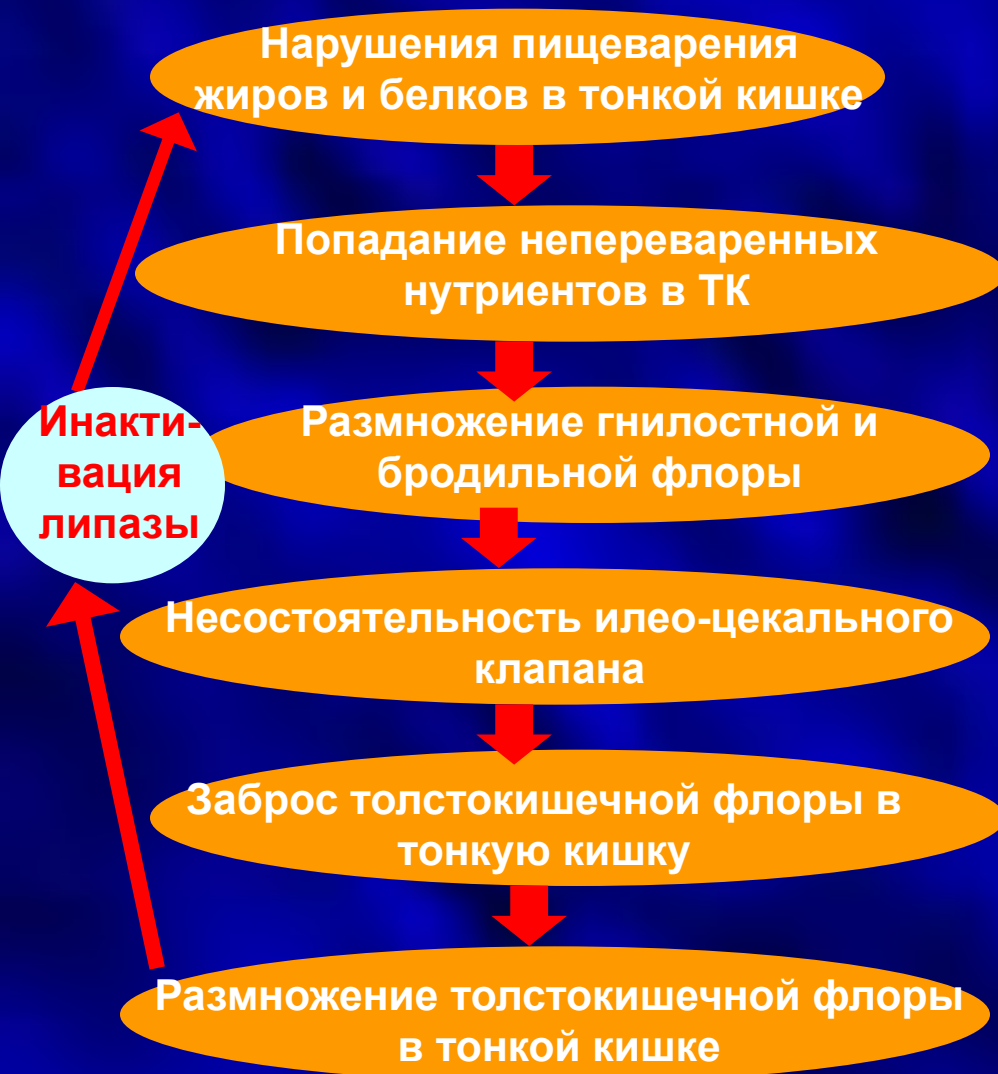 Нарушения пищеварения
жиров и белков в тонкой кишке
Попадание непереваренных
нутриентов в ТК
Размножение гнилостной и
бродильной флоры
Инакти-
вация
липазы
Несостоятельность илео-цекального
клапана
Заброс толстокишечной флоры в
тонкую кишку
Размножение толстокишечной флоры
в тонкой кишке